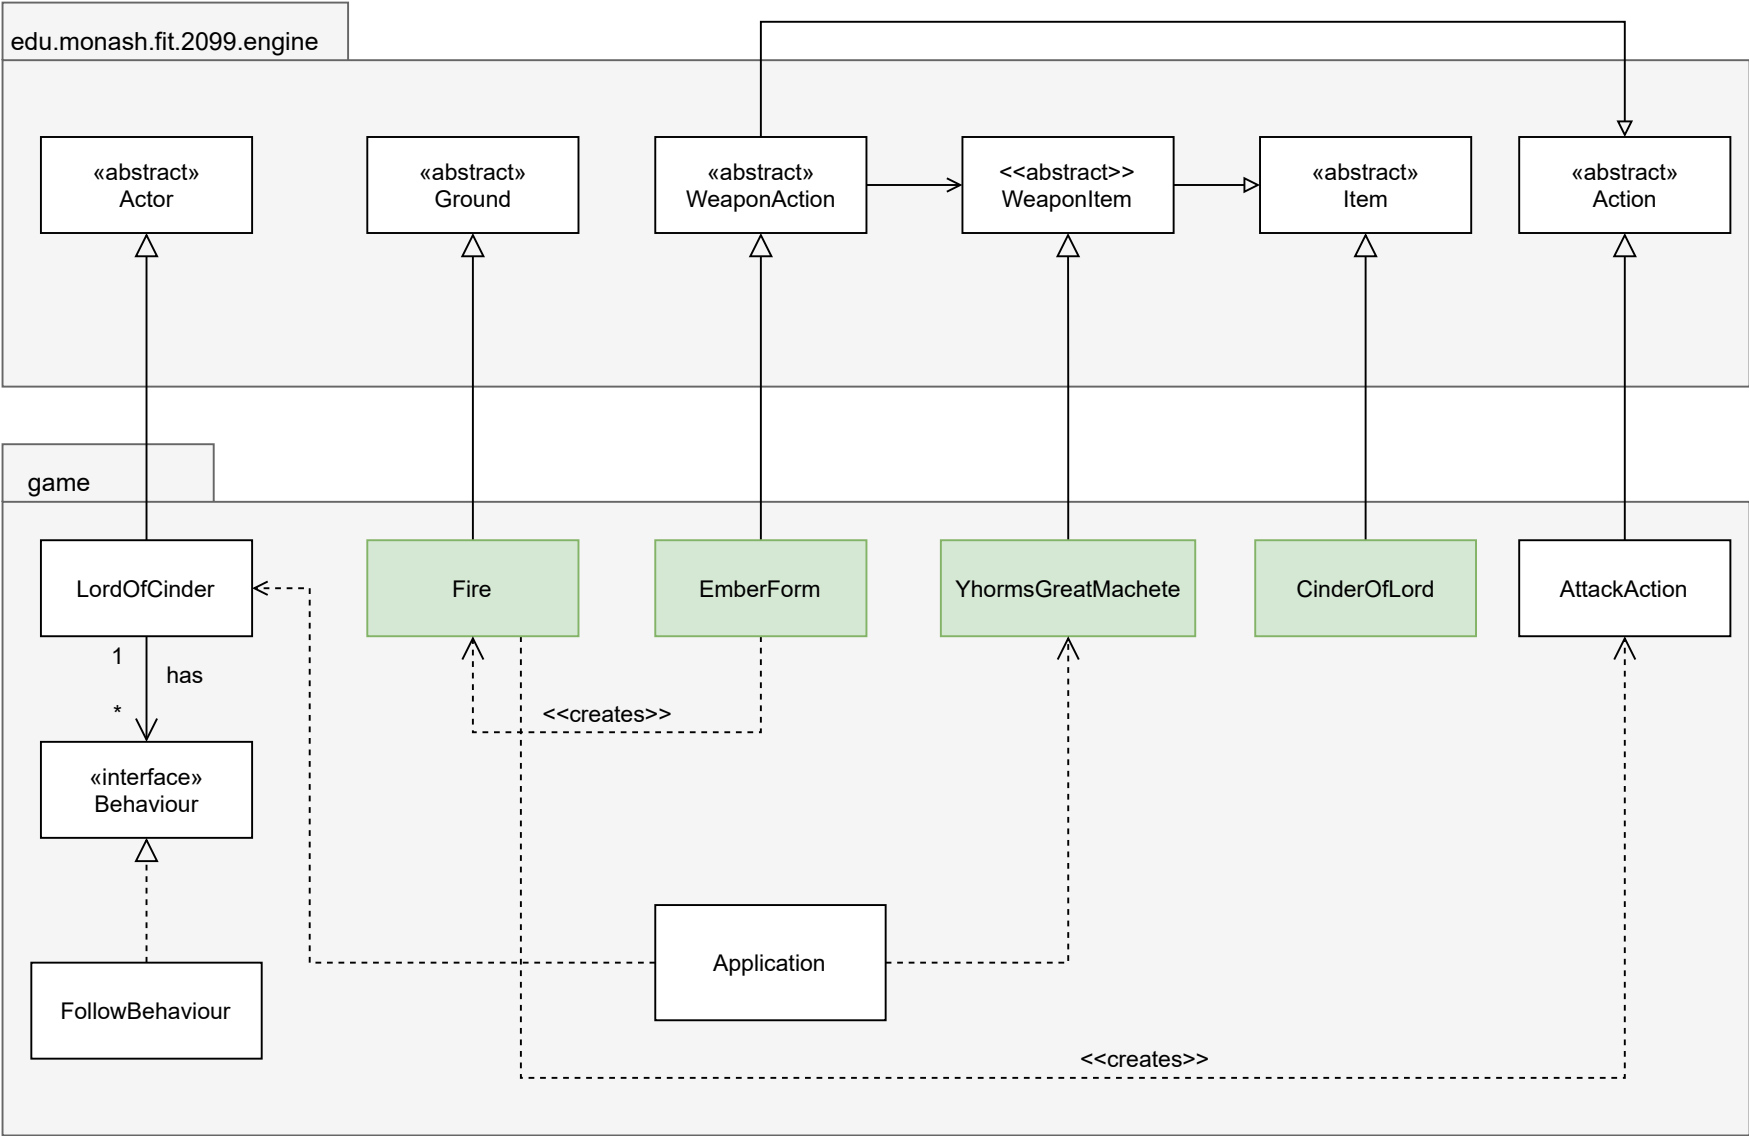 edu.monash.fit.2099.engine
«abstract»
Actor
«abstract»
Ground
«abstract»
WeaponAction
<<abstract>>
WeaponItem
«abstract»
Item
«abstract»
Action
game
LordOfCinder
Fire
EmberForm
YhormsGreatMachete
CinderOfLord
AttackAction
1
has
*
<<creates>>
«interface»
Behaviour
Application
FollowBehaviour
<<creates>>